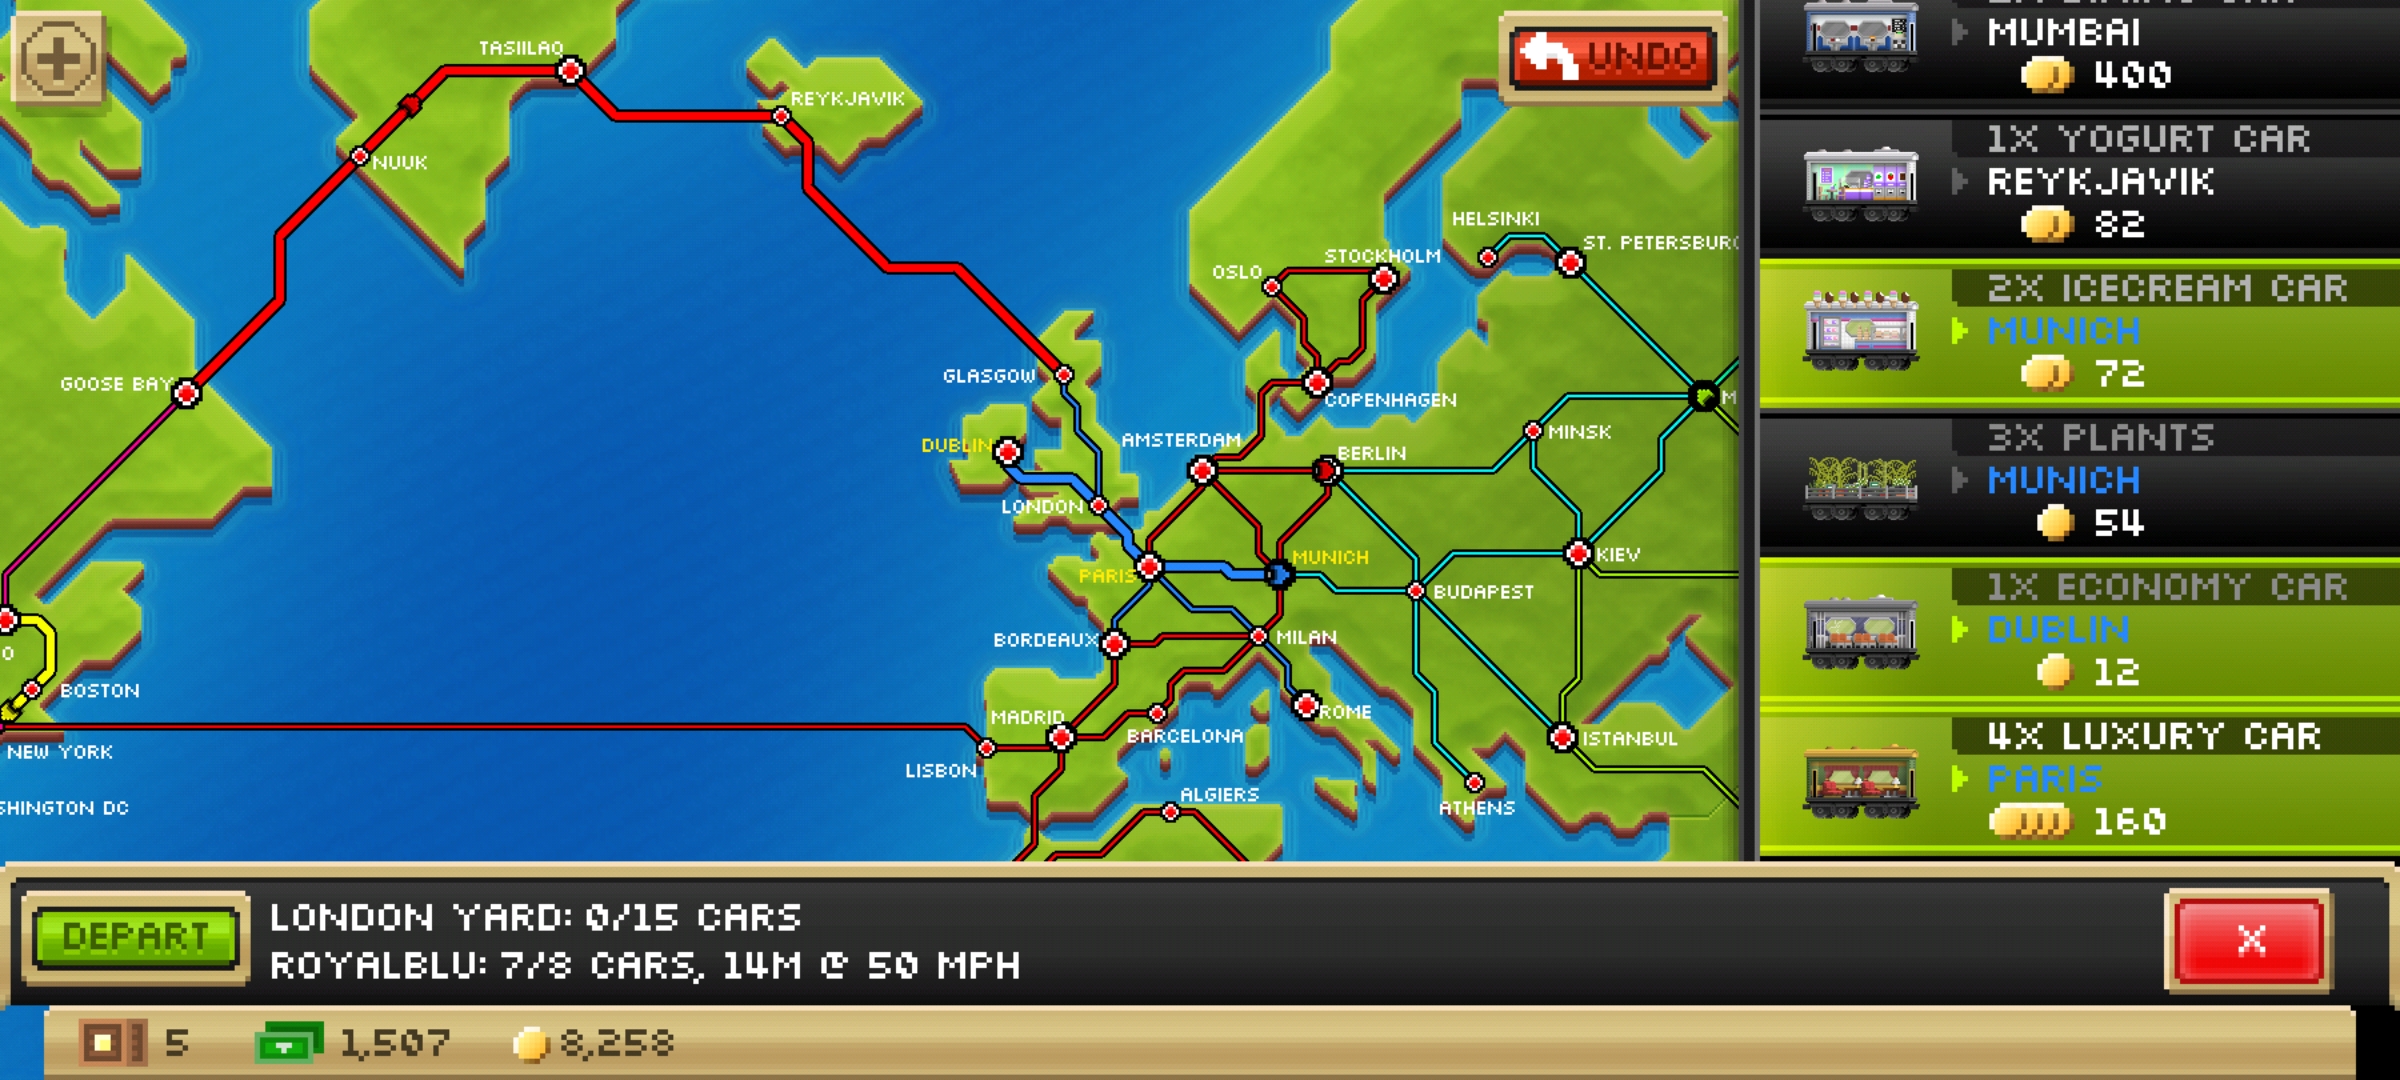 TASIILAQ
REYKJAVIK
NUUK
GOOSE BAY
HELSINKI
ST. PETERSBURG
STOCKHOLM
OSLO
GLASGOW
COPENHAGEN
DUBLIN
AMSTERDAM
BERLIN
MINSK
M
LONDON
PARIS
MUNICH
KIEV
BUDAPEST
BORDEAUX
MILAN
O
BOSTON
MADRID
ROME
BARCELONA
ISTANBUL
NEW YORK
LISBON
ALGIERS
ATHENS
SHINGTON DC
UNDO
MUMBAI
400
1X YOGURT CAR
REYKJAVIK
82
2X ICECREAM CAR
MUNICH
72
3X PLANTS
MUNICH
54
1X ECONOMY CAR
DUBLIN
12
4X LUXURY CAR
PARIS
160
DEPART
LONDON YARD: 0/15 CARS
ROYALBLU: 7/8 CARS, 14M @ 50 MPH
X
5
1,507
8,258